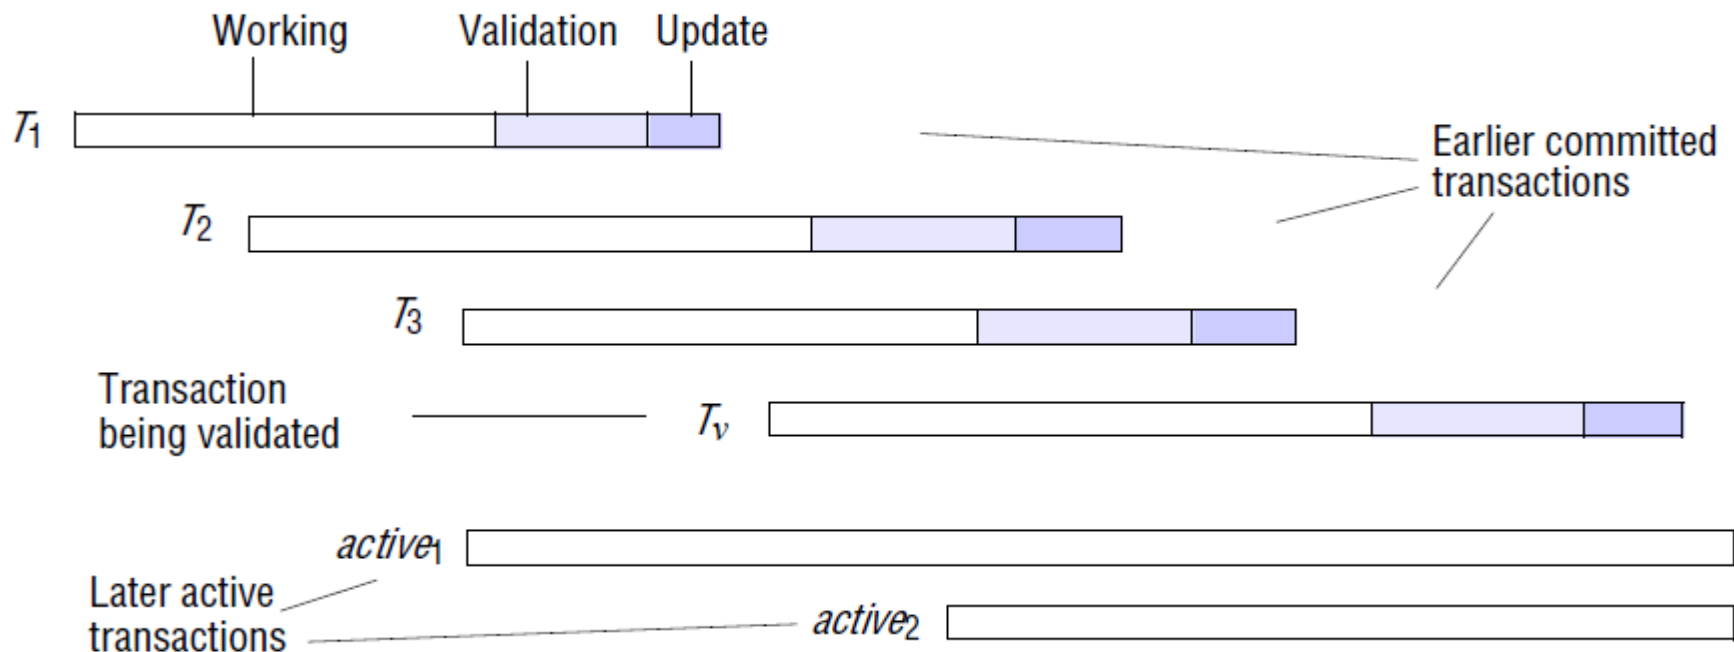 Working Validation Update
T1
Earlier committed
transactions
T2
T3
Transaction
being validated
Tv
active1
Later active
transactions
active2